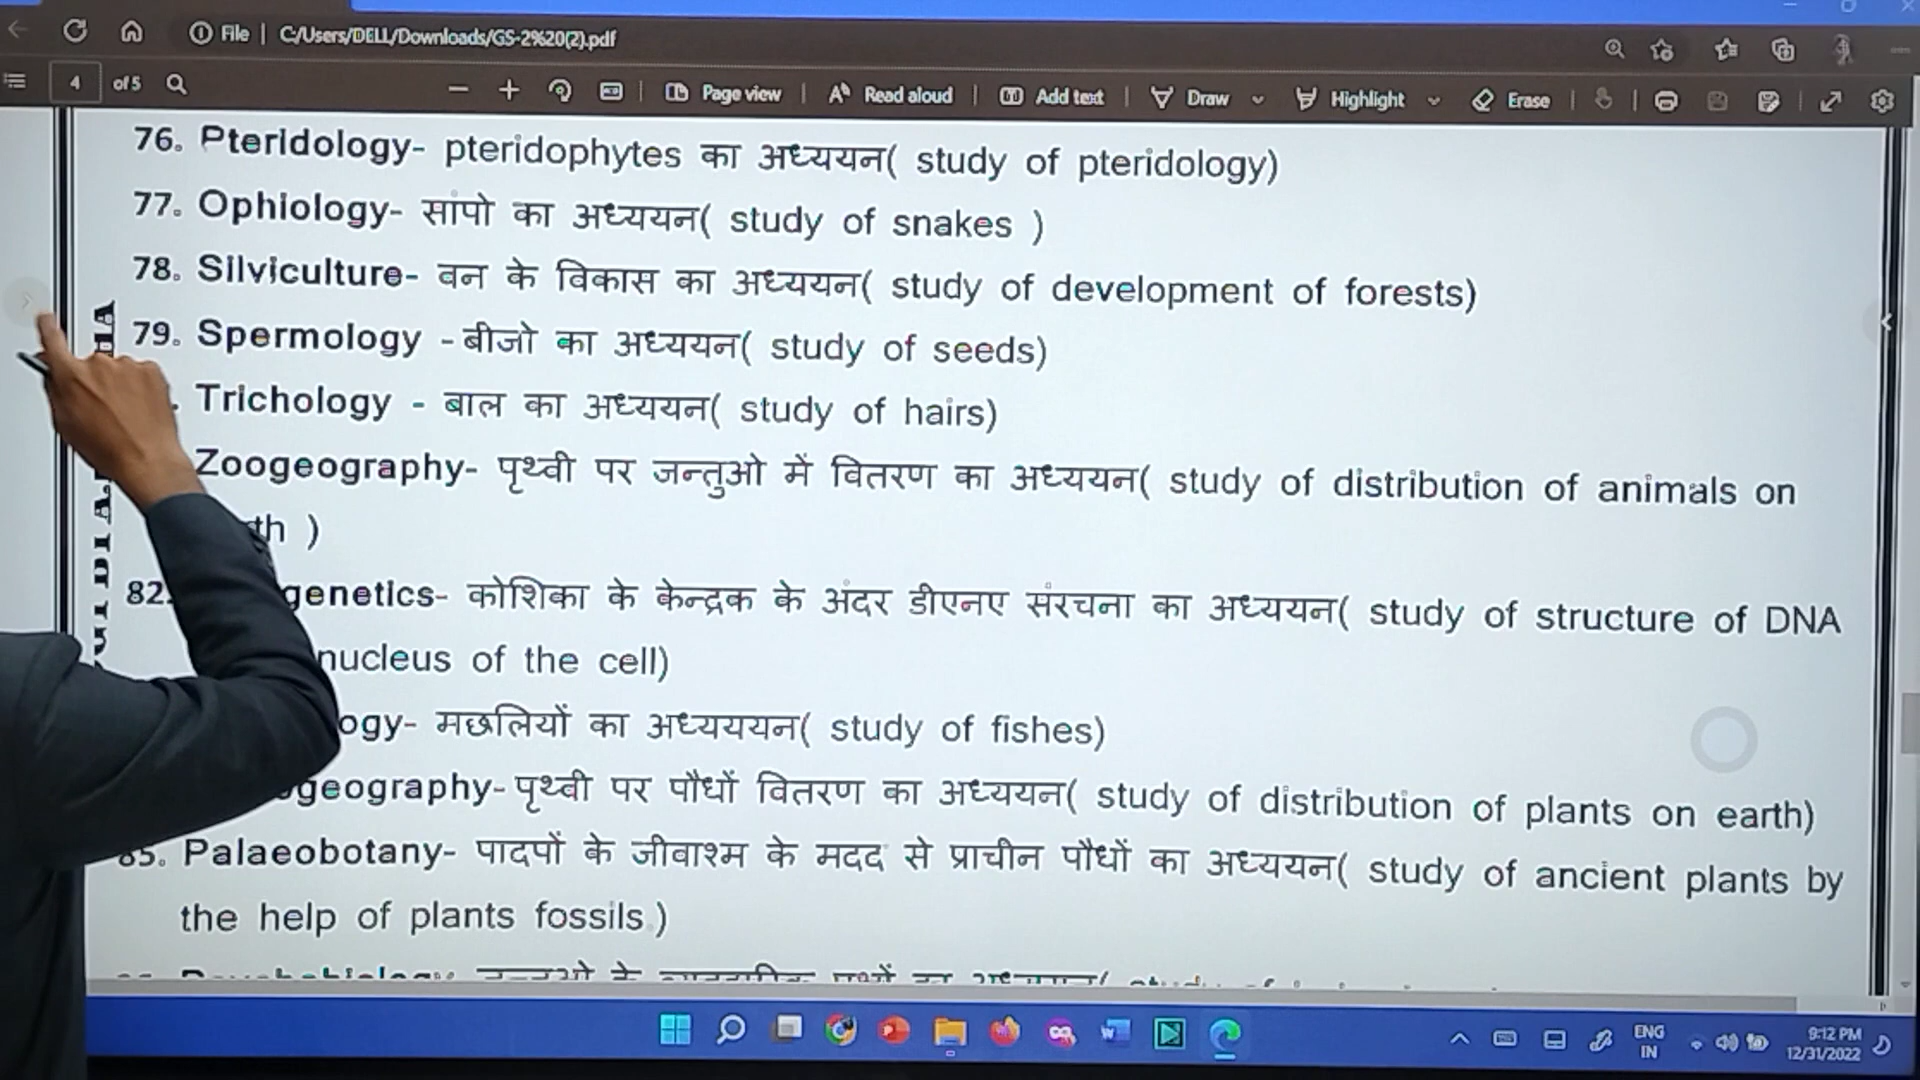 File | C:/Users/DELL/Downloads/GS-2%20(2).pdf
4 of 5 Page view Read aloud Add text Draw Highlight Erase
76. Pteridology- pteridophytes का अध्ययन( study of pteridology)
77. Ophiology- सांपो का अध्ययन( study of snakes )
78. Silviculture- वन के विकास का अध्ययन( study of development of forests)
79. Spermology -बीजो का अध्ययन( study of seeds)
. Trichology - बाल का अध्ययन( study of hairs)
Zoogeography- पृथ्वी पर जन्तुओ में वितरण का अध्ययन( study of distribution of animals on
th )
82. genetics- कोशिका के केन्द्रक के अंदर डीएनए संरचना का अध्ययन( study of structure of DNA
nucleus of the cell)
ogy- मछलियों का अध्यययन( study of fishes)
geography-पृथ्वी पर पौधों वितरण का अध्ययन( study of distribution of plants on earth)
85. Palaeobotany- पादपों के जीवाश्म के मदद से प्राचीन पौधों का अध्ययन( study of ancient plants by
the help of plants fossils )
ENG
IN
9:12 PM
12/31/2022